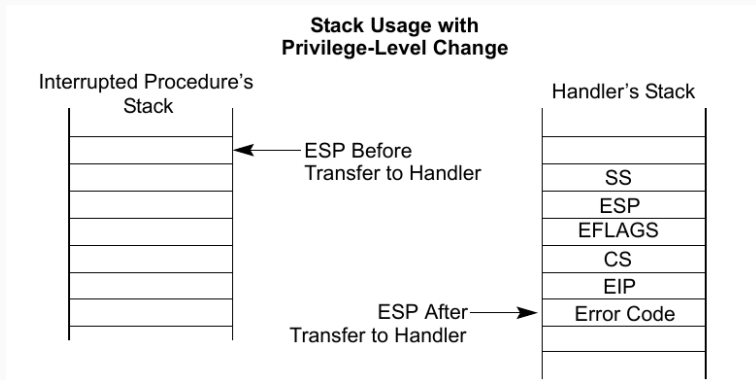 Stack Usage with
Privilege-Level Change
Interrupted Procedure’s
Stack
Handler’s Stack
ESP Before
Transfer to Handler
SS
ESP
EFLAGS
CS
EIP
Error Code
ESP After
Transfer to Handler